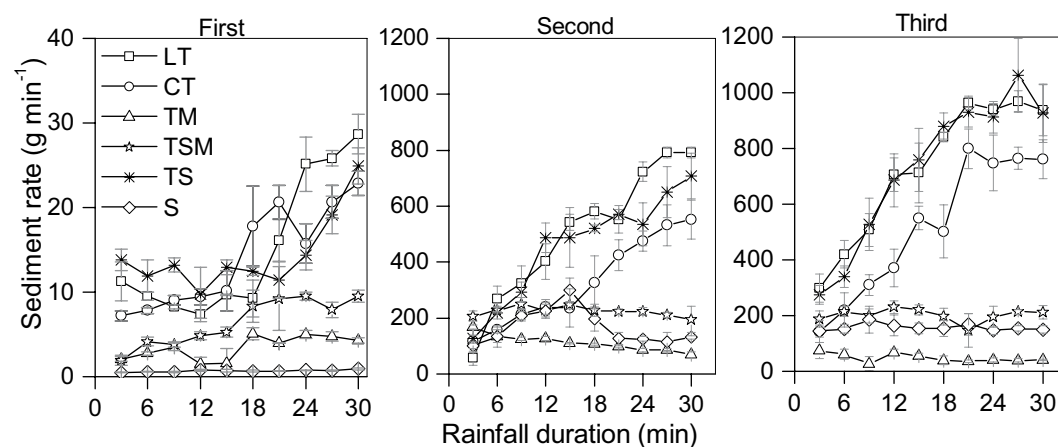 First
Second
Third
Sediment rate (g min⁻¹)
40
30
20
10
0
LT
CT
TM
TSM
TS
S
0 6 12 18 24 30
1200
1000
800
600
400
200
0
0 6 12 18 24 30
1200
1000
800
600
400
200
0
0 6 12 18 24 30
Rainfall duration (min)